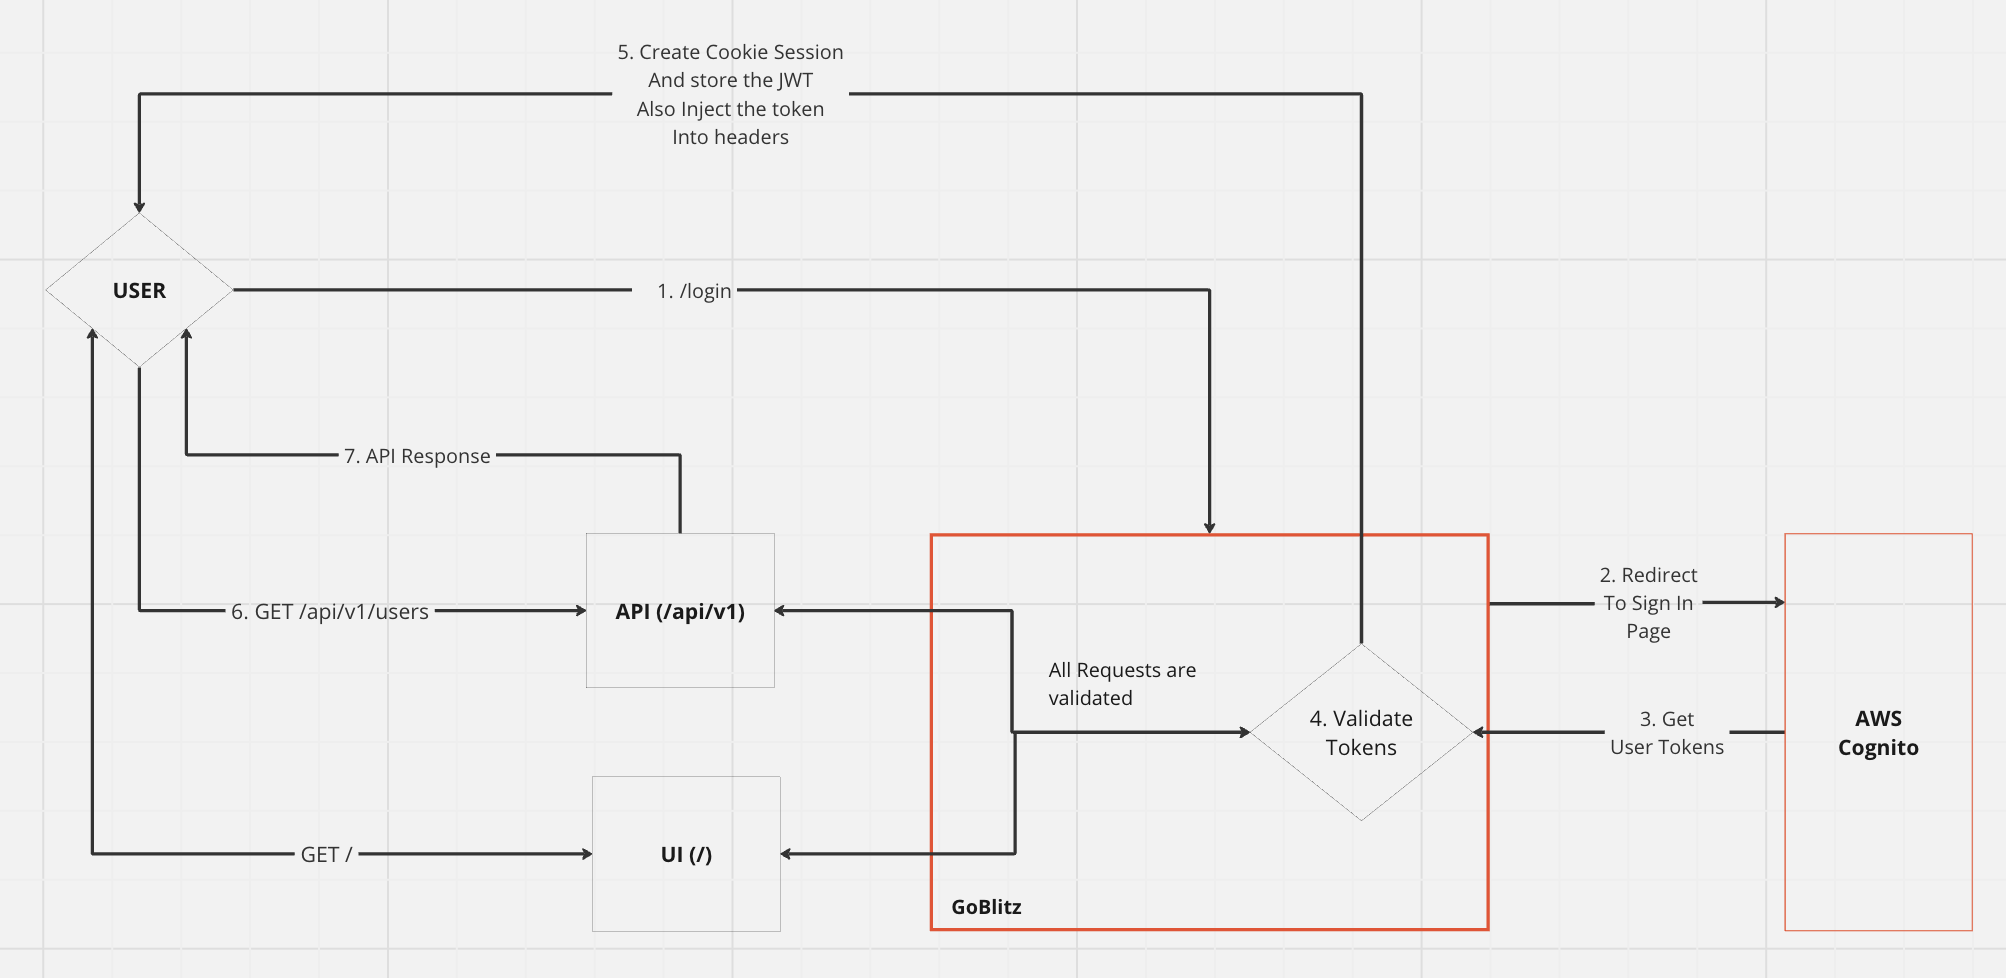 5. Create Cookie Session
And store the JWT
Also Inject the token
Into headers
USER
1. /login
7. API Response
6. GET /api/v1/users
API (/api/v1)
2. Redirect
To Sign In
Page
All Requests are
validated
4. Validate
Tokens
3. Get
User Tokens
AWS
Cognito
GET /
UI (/)
GoBlitz